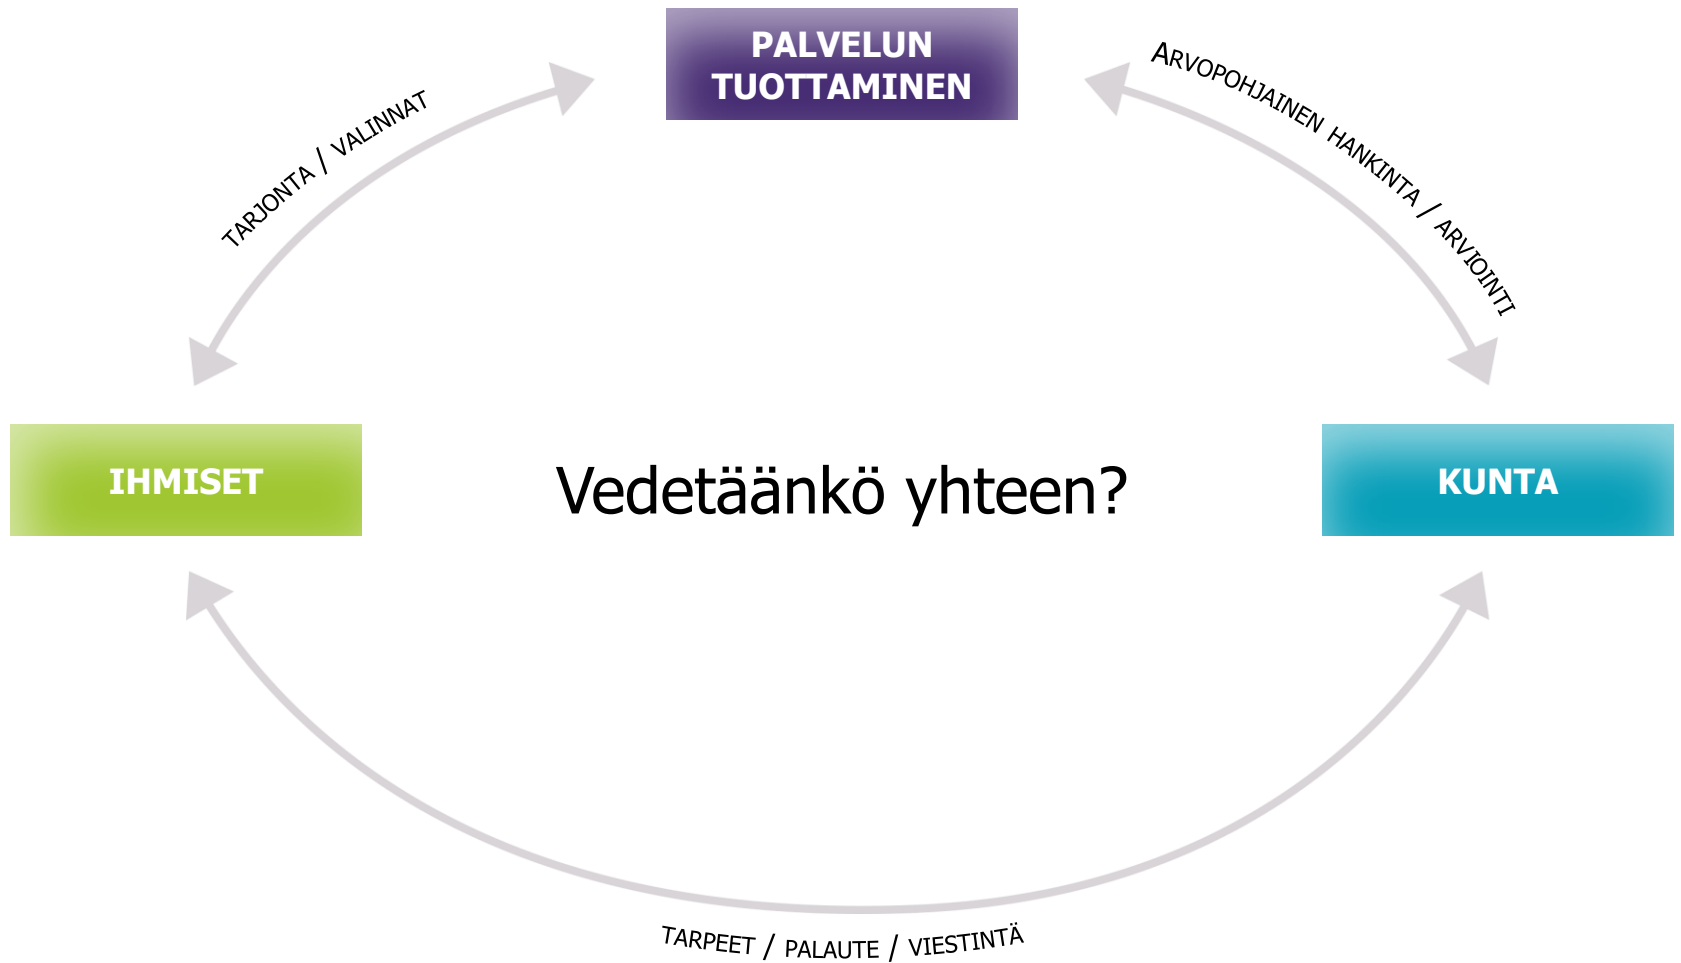 PALVELUN
TUOTTAMINEN
TARJONTA / VALINNAT
ARVOPOHJAINEN HANKINTA / ARVIOINTI
IHMISET
Vedetäänkö yhteen?
KUNTA
TARPEET / PALAUTE / VIESTINTÄ